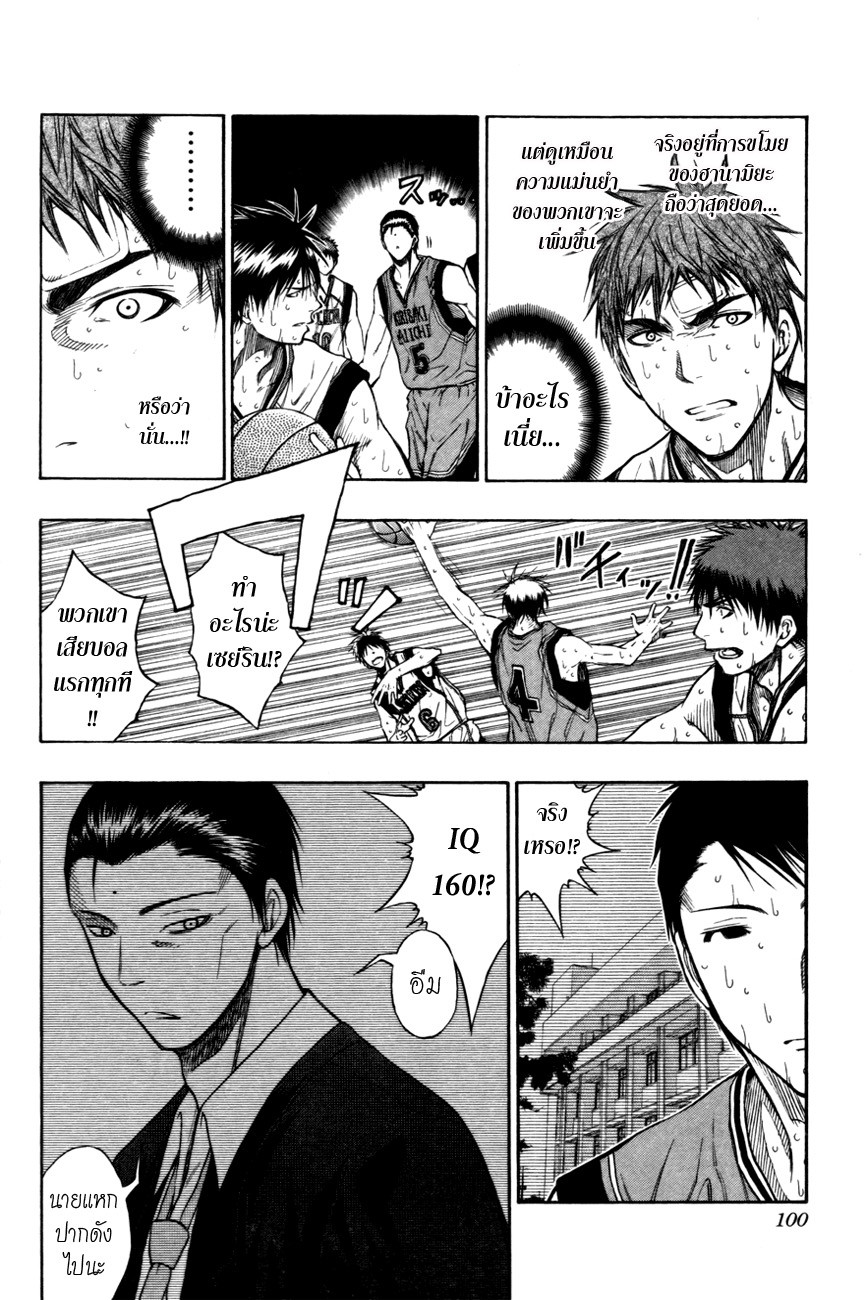 จริงอยู่ที่การขโมย
ของฮานามิยะ
ถือว่าสุดยอด...
แต่ดูเหมือน
ความแม่นยำ
ของพวกเขาจะ
เพิ่มขึ้น
บ้าอะไร
เนี่ย...
スッ..
KIRISAKI
DAIICHI
5
10
.........
หรือว่า
นั่น...!!
バチィッ!!
4
6
ทำ
อะไรน่ะ
เซย์ริน!?
พวกเขา
เสียบอล
แรกทุกที
!!
จริง
เหรอ!?
IQ
160!?
อืม
นายแหก
ปากดัง
ไปนะ
100